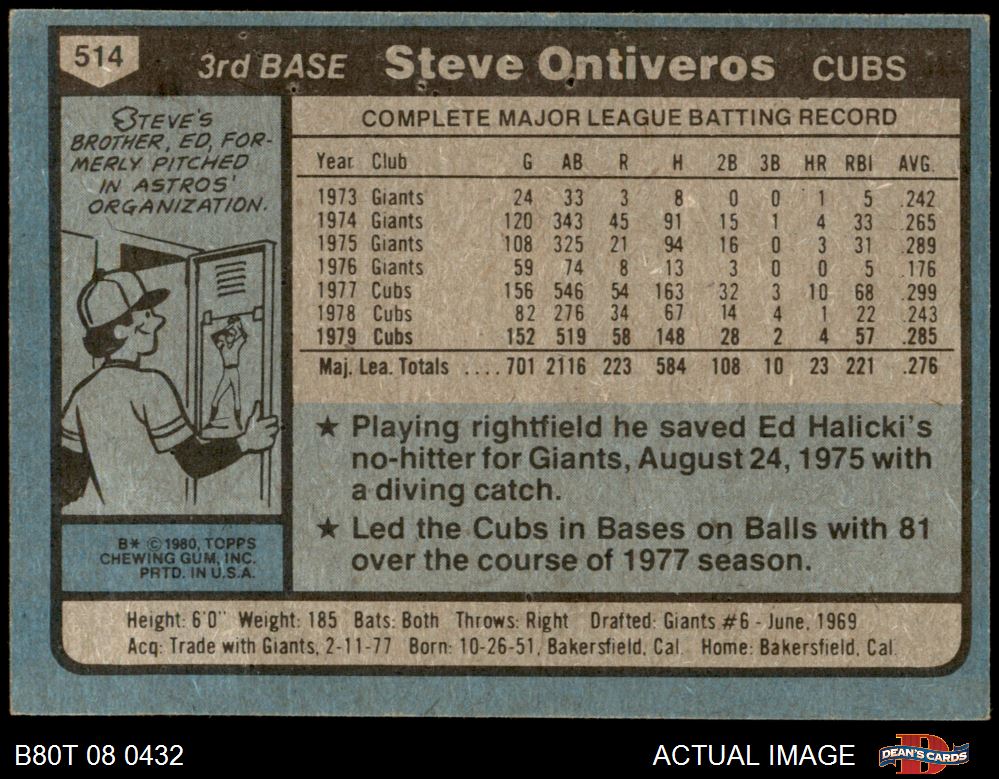 514
3rd BASE Steve Ontiveros CUBS
STEVE'S
BROTHER, ED, FOR-
MERLY PITCHED
IN ASTROS'
ORGANIZATION.
COMPLETE MAJOR LEAGUE BATTING RECORD
Year Club G AB R H 2B 3B HR RBI AVG.
1973 Giants 24 33 3 8 0 0 1 5 .242
1974 Giants 120 343 45 91 15 1 4 33 .265
1975 Giants 108 325 21 94 16 0 3 31 .289
1976 Giants 59 74 8 13 3 0 0 5 .176
1977 Cubs 156 546 54 163 32 3 10 68 .299
1978 Cubs 82 276 34 67 14 4 1 22 .243
1979 Cubs 152 519 58 148 28 2 4 57 .285
Maj. Lea. Totals .... 701 2116 223 584 108 10 23 221 .276
★ Playing rightfield he saved Ed Halicki's
no-hitter for Giants, August 24, 1975 with
a diving catch.
★ Led the Cubs in Bases on Balls with 81
over the course of 1977 season.
B* © 1980, TOPPS
CHEWING GUM, INC.
PRTD. IN U.S.A.
Height: 6'0" Weight: 185 Bats: Both Throws: Right Drafted: Giants #6 - June, 1969
Acq: Trade with Giants, 2-11-77 Born: 10-26-51, Bakersfield, Cal. Home: Bakersfield, Cal.
B80T 08 0432
ACTUAL IMAGE
D
DEAN'S CARDS